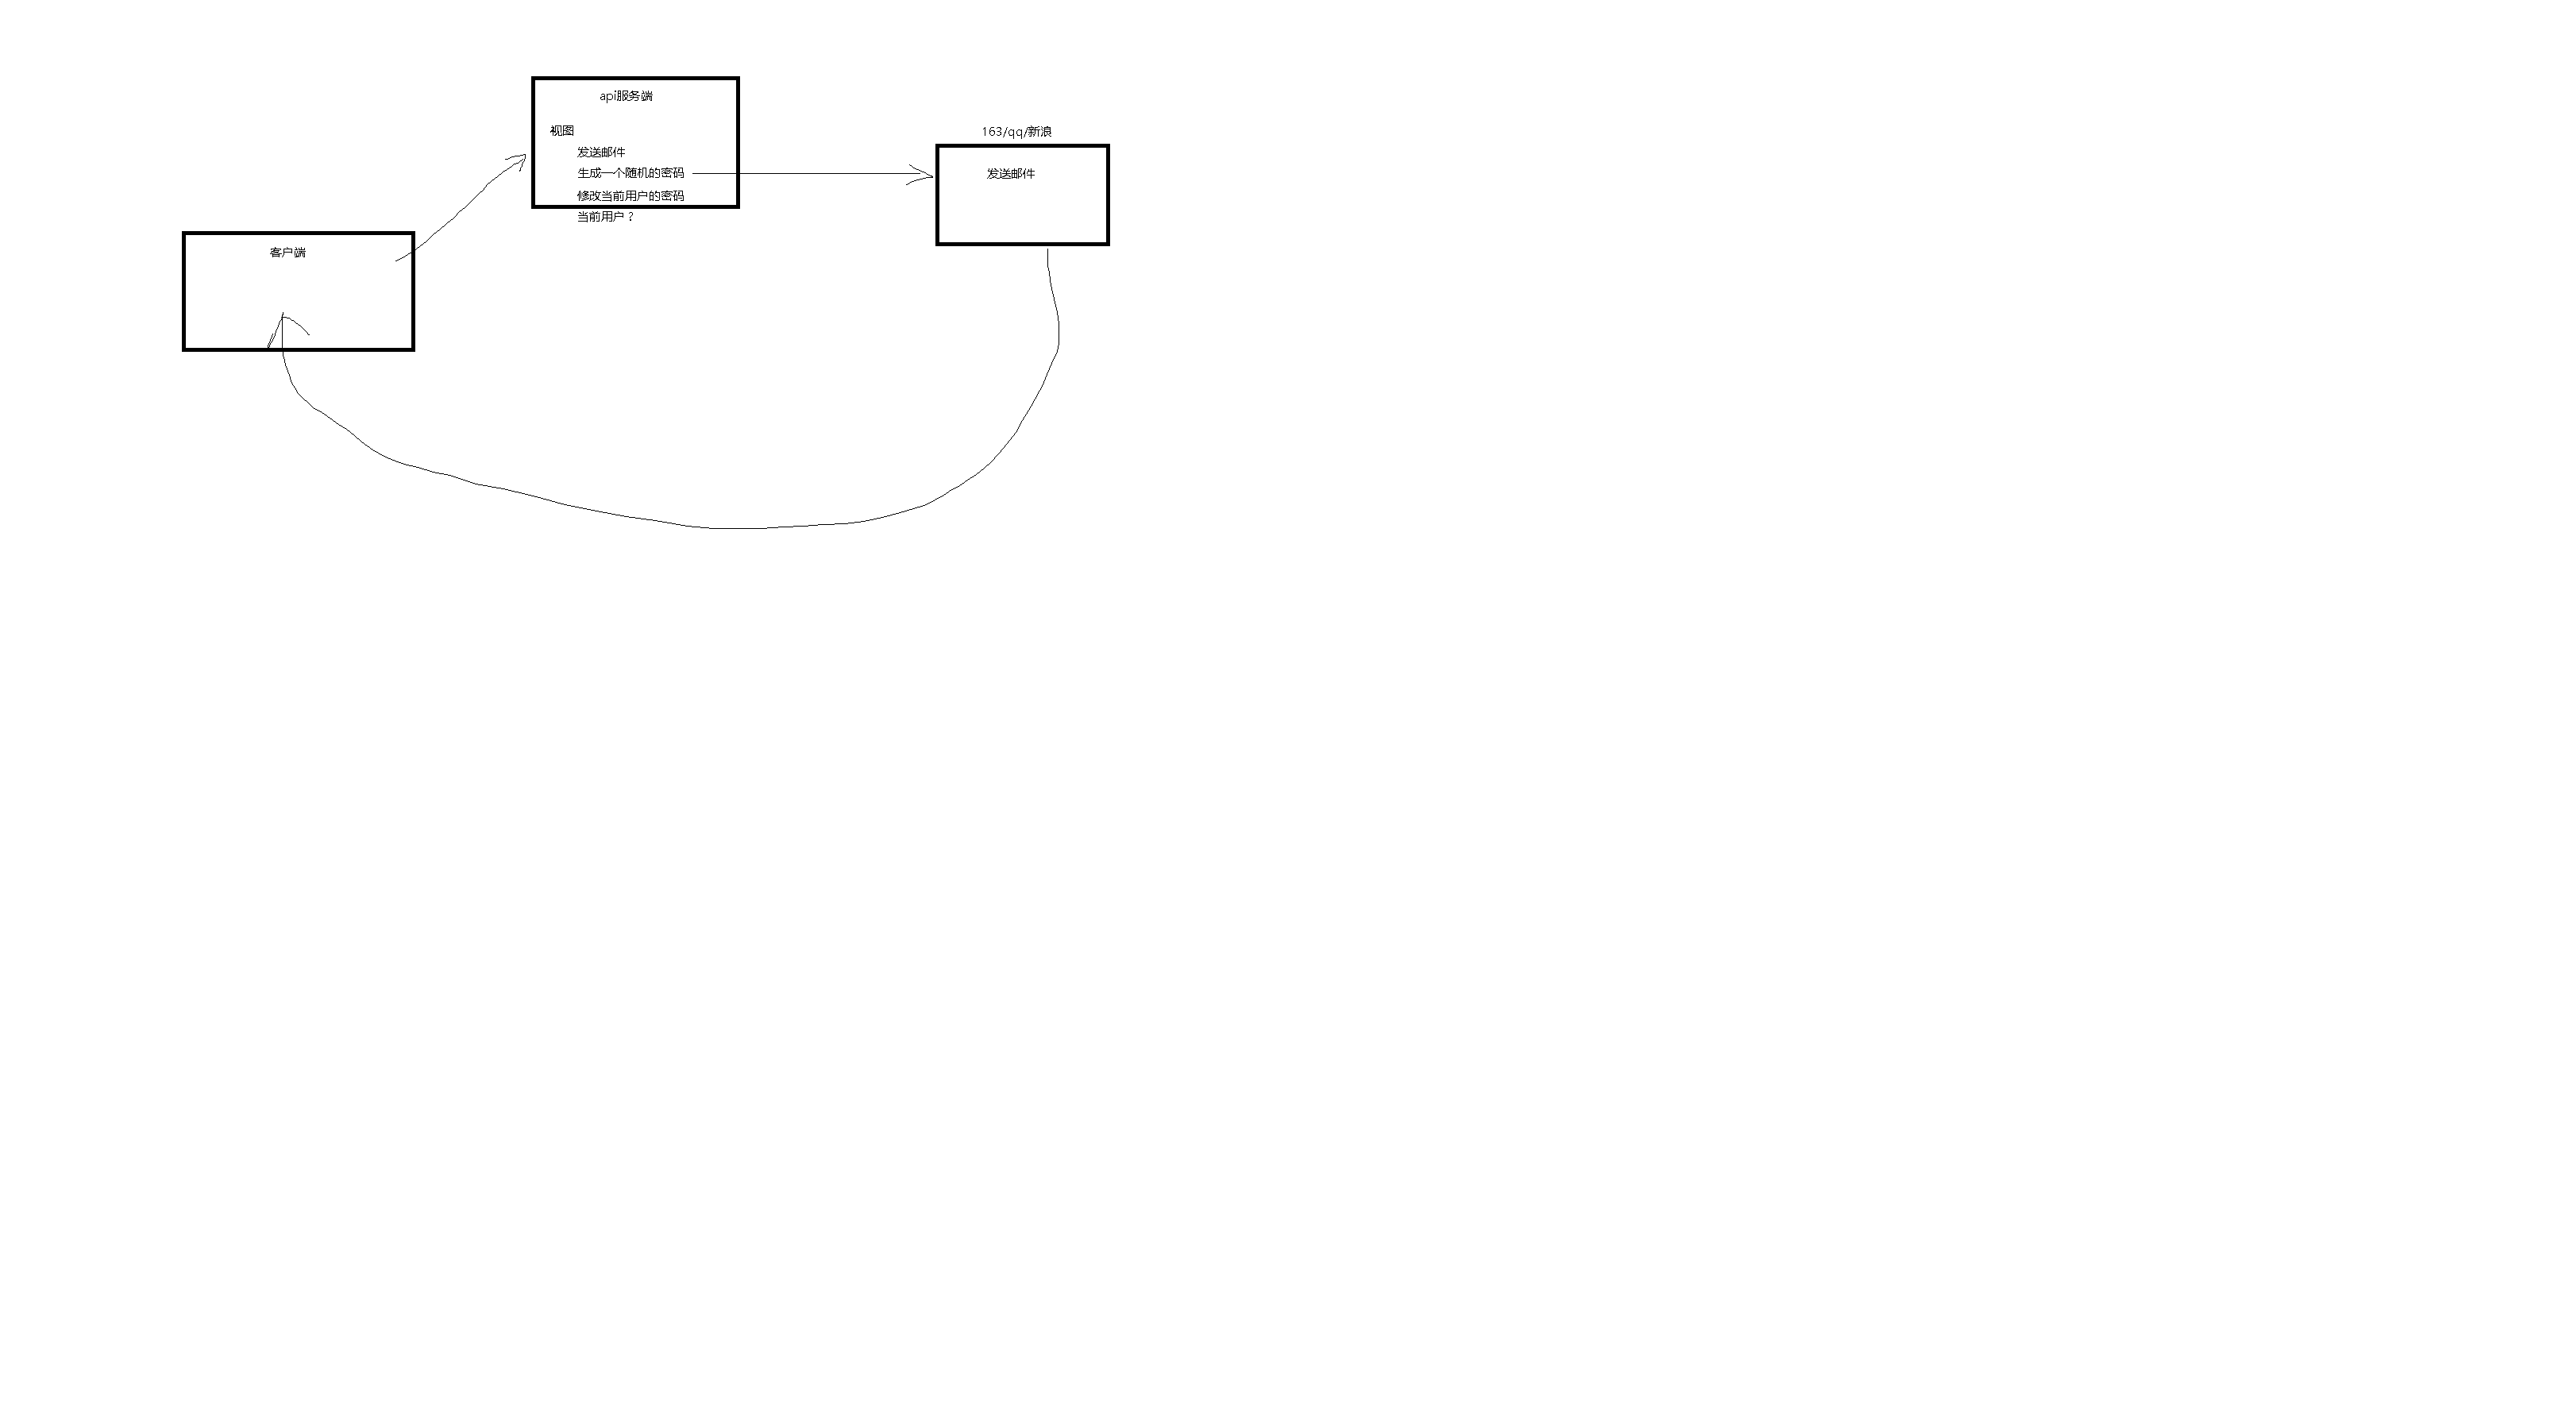 api服务端
视图
发送邮件
生成一个随机的密码
修改当前用户的密码
当前用户？
163/qq/新浪
发送邮件
客户端